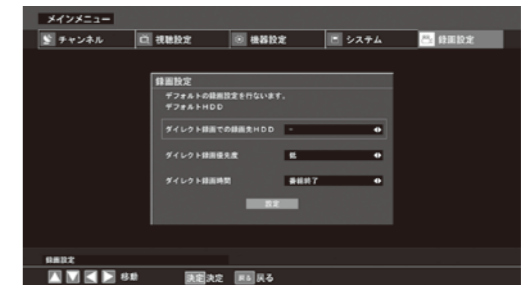 メインメニュー
チャンネル 視聴設定 機器設定 システム 録画設定
録画設定
デフォルトの録画設定を行ないます。
デフォルトHDD
ダイレクト録画での録画先HDD -
ダイレクト録画優先度 低
ダイレクト録画時間 番組終了
設定
録画設定
移動 決定 決定 戻る 戻る